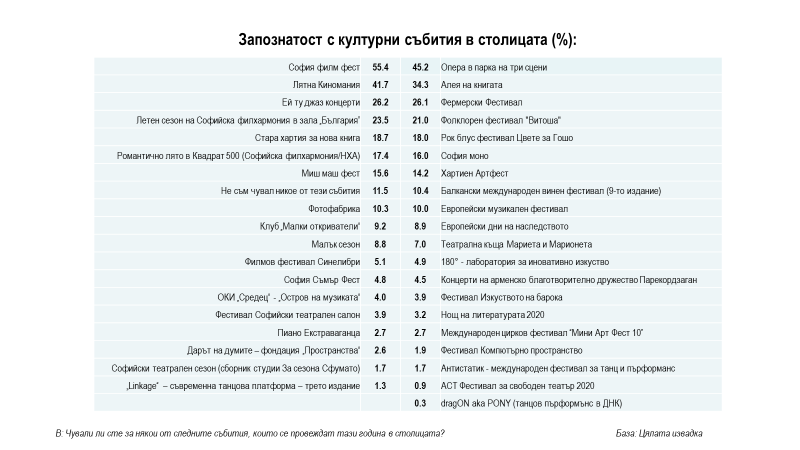 Запознатост с културни събития в столицата (%):
София филм фест 55.4 45.2 Опера в парка на три сцени
Лятна Киномания 41.7 34.3 Алея на книгата
Ей ту джаз концерти 26.2 26.1 Фермерски Фестивал
Летен сезон на Софийска филхармония в зала „България“ 23.5 21.0 Фолклорен фестивал "Витоша"
Стара хартия за нова книга 18.7 18.0 Рок блус фестивал Цвете за Гошо
Романтично лято в Квадрат 500 (Софийска филхармония/НХА) 17.4 16.0 София моно
Миш маш фест 15.6 14.2 Хартиен Артфест
Не съм чувал никое от тези събития 11.5 10.4 Балкански международен винен фестивал (9-то издание)
Фотофабрика 10.3 10.0 Европейски музикален фестивал
Клуб „Малки откриватели“ 9.2 8.9 Европейски дни на наследството
Малък сезон 8.8 7.0 Театрална къща Мариета и Марионета
Филмов фестивал Синелибри 5.1 4.9 180° - лаборатория за иновативно изкуство
София Съмър Фест 4.8 4.5 Концерти на арменско благотворително дружество Парекордзаган
ОКИ „Средец“ - „Остров на музиката“ 4.0 3.9 Фестивал Изкуството на барока
Фестивал Софийски театрален салон 3.9 3.2 Нощ на литературата 2020
Пиано Екстраваганца 2.7 2.7 Международен цирков фестивал "Мини Арт Фест 10"
Дарът на думите – фондация „Пространства“ 2.6 1.9 Фестивал Компютърно пространство
Софийски театрален сезон (сборник студии За сезона Сфумато) 1.7 1.7 Антистатик - международен фестивал за танц и пърформанс
„Linkage“ – съвременна танцова платформа – трето издание 1.3 0.9 АСТ Фестивал за свободен театър 2020
0.3 dragON aka PONY (танцов пърформънс в ДНК)
В: Чували ли сте за някои от следните събития, които се провеждат тази година в столицата? База: Цялата извадка